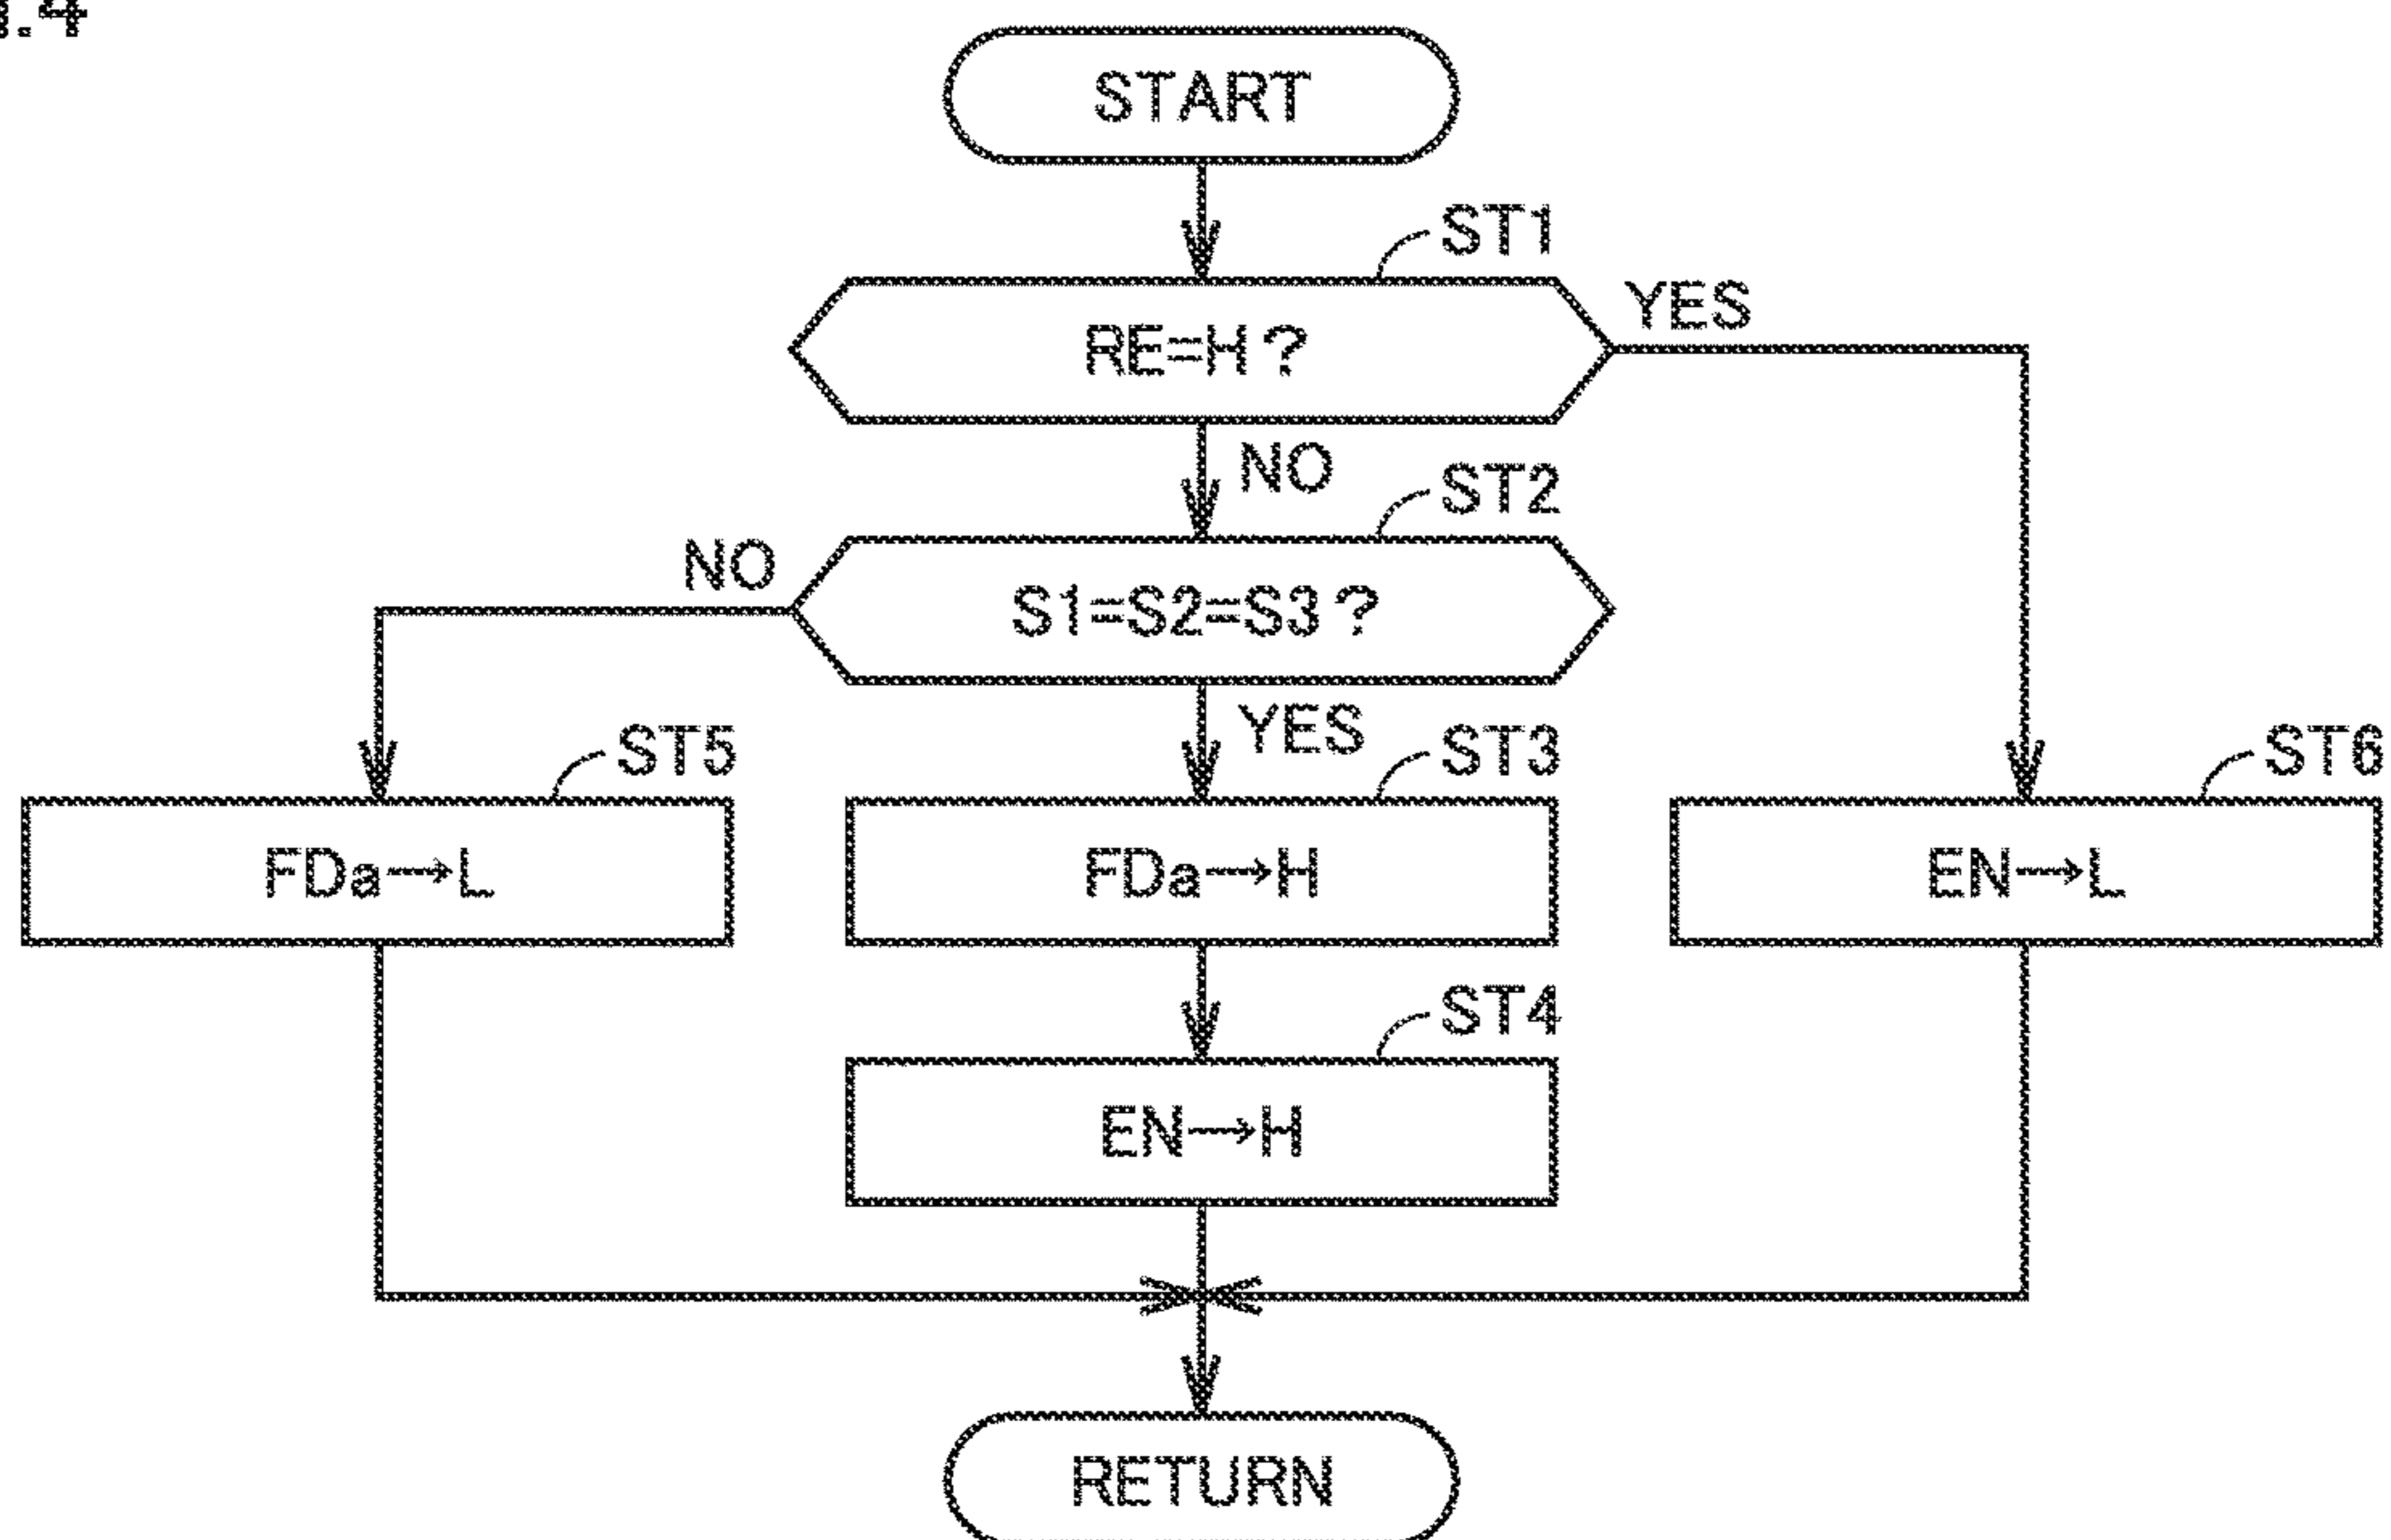 START
ST1
RE=H?
YES
NO
ST2
NO
S1=S2=S3?
YES
ST5
ST3
ST6
FDa→L
FDa→H
EN→L
ST4
EN→H
RETURN